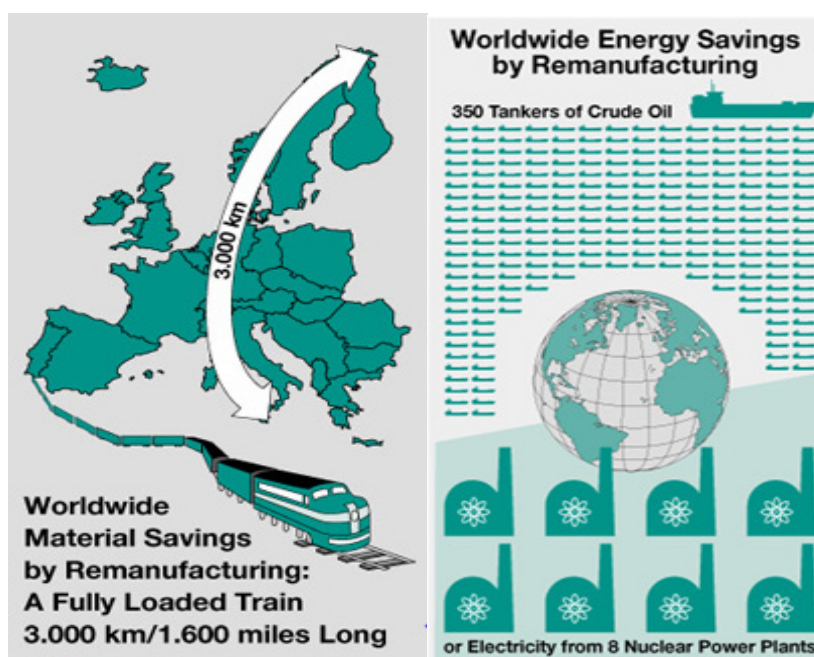 3.000 km
Worldwide
Material Savings
by Remanufacturing:
A Fully Loaded Train
3.000 km/1.600 miles Long
Worldwide Energy Savings
by Remanufacturing
350 Tankers of Crude Oil
or Electricity from 8 Nuclear Power Plants